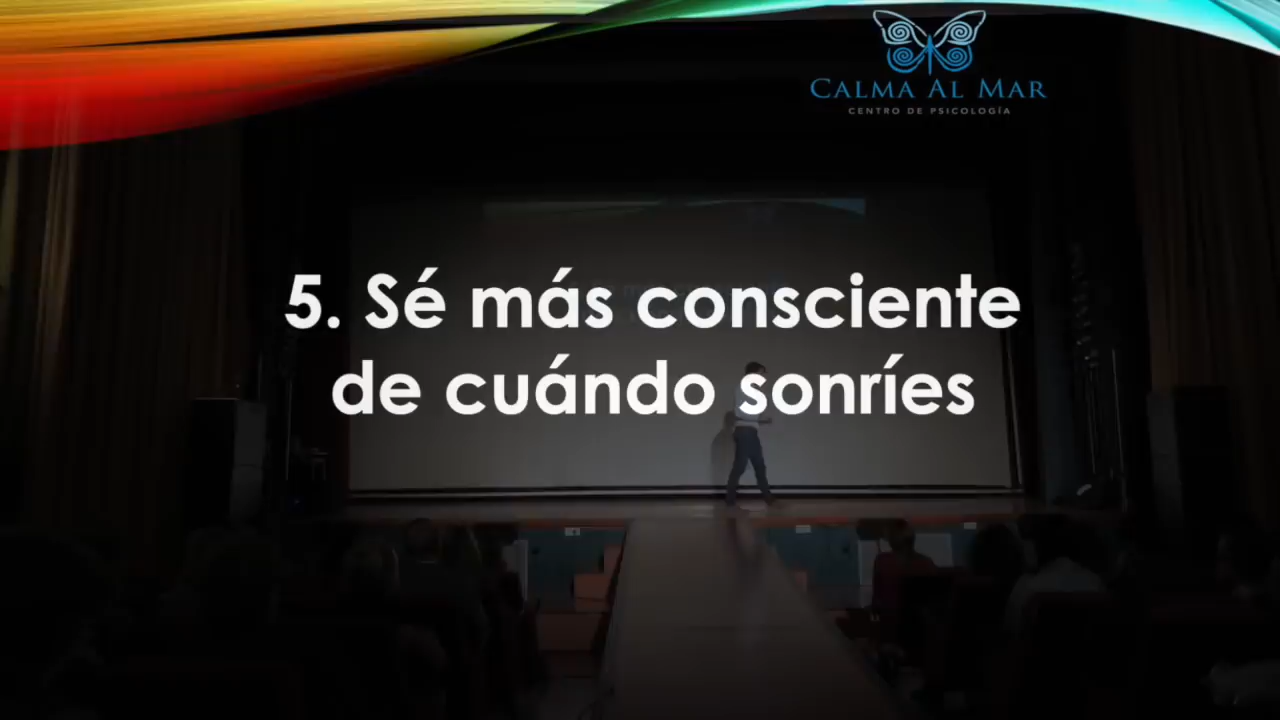 CALMA AL MAR
CENTRO DE PSICOLOGÍA
5. Sé más consciente
de cuándo sonríes